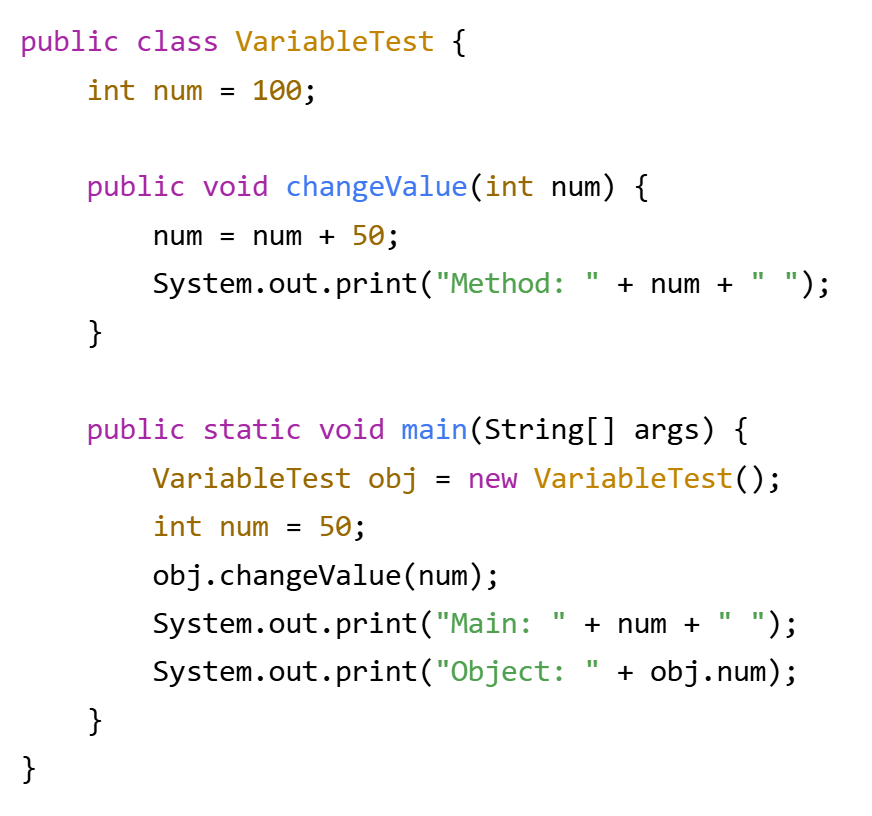 public class VariableTest {
    int num = 100;

    public void changeValue(int num) {
        num = num + 50;
        System.out.print("Method: " + num + " ");
    }

    public static void main(String[] args) {
        VariableTest obj = new VariableTest();
        int num = 50;
        obj.changeValue(num);
        System.out.print("Main: " + num + " ");
        System.out.print("Object: " + obj.num);
    }
}